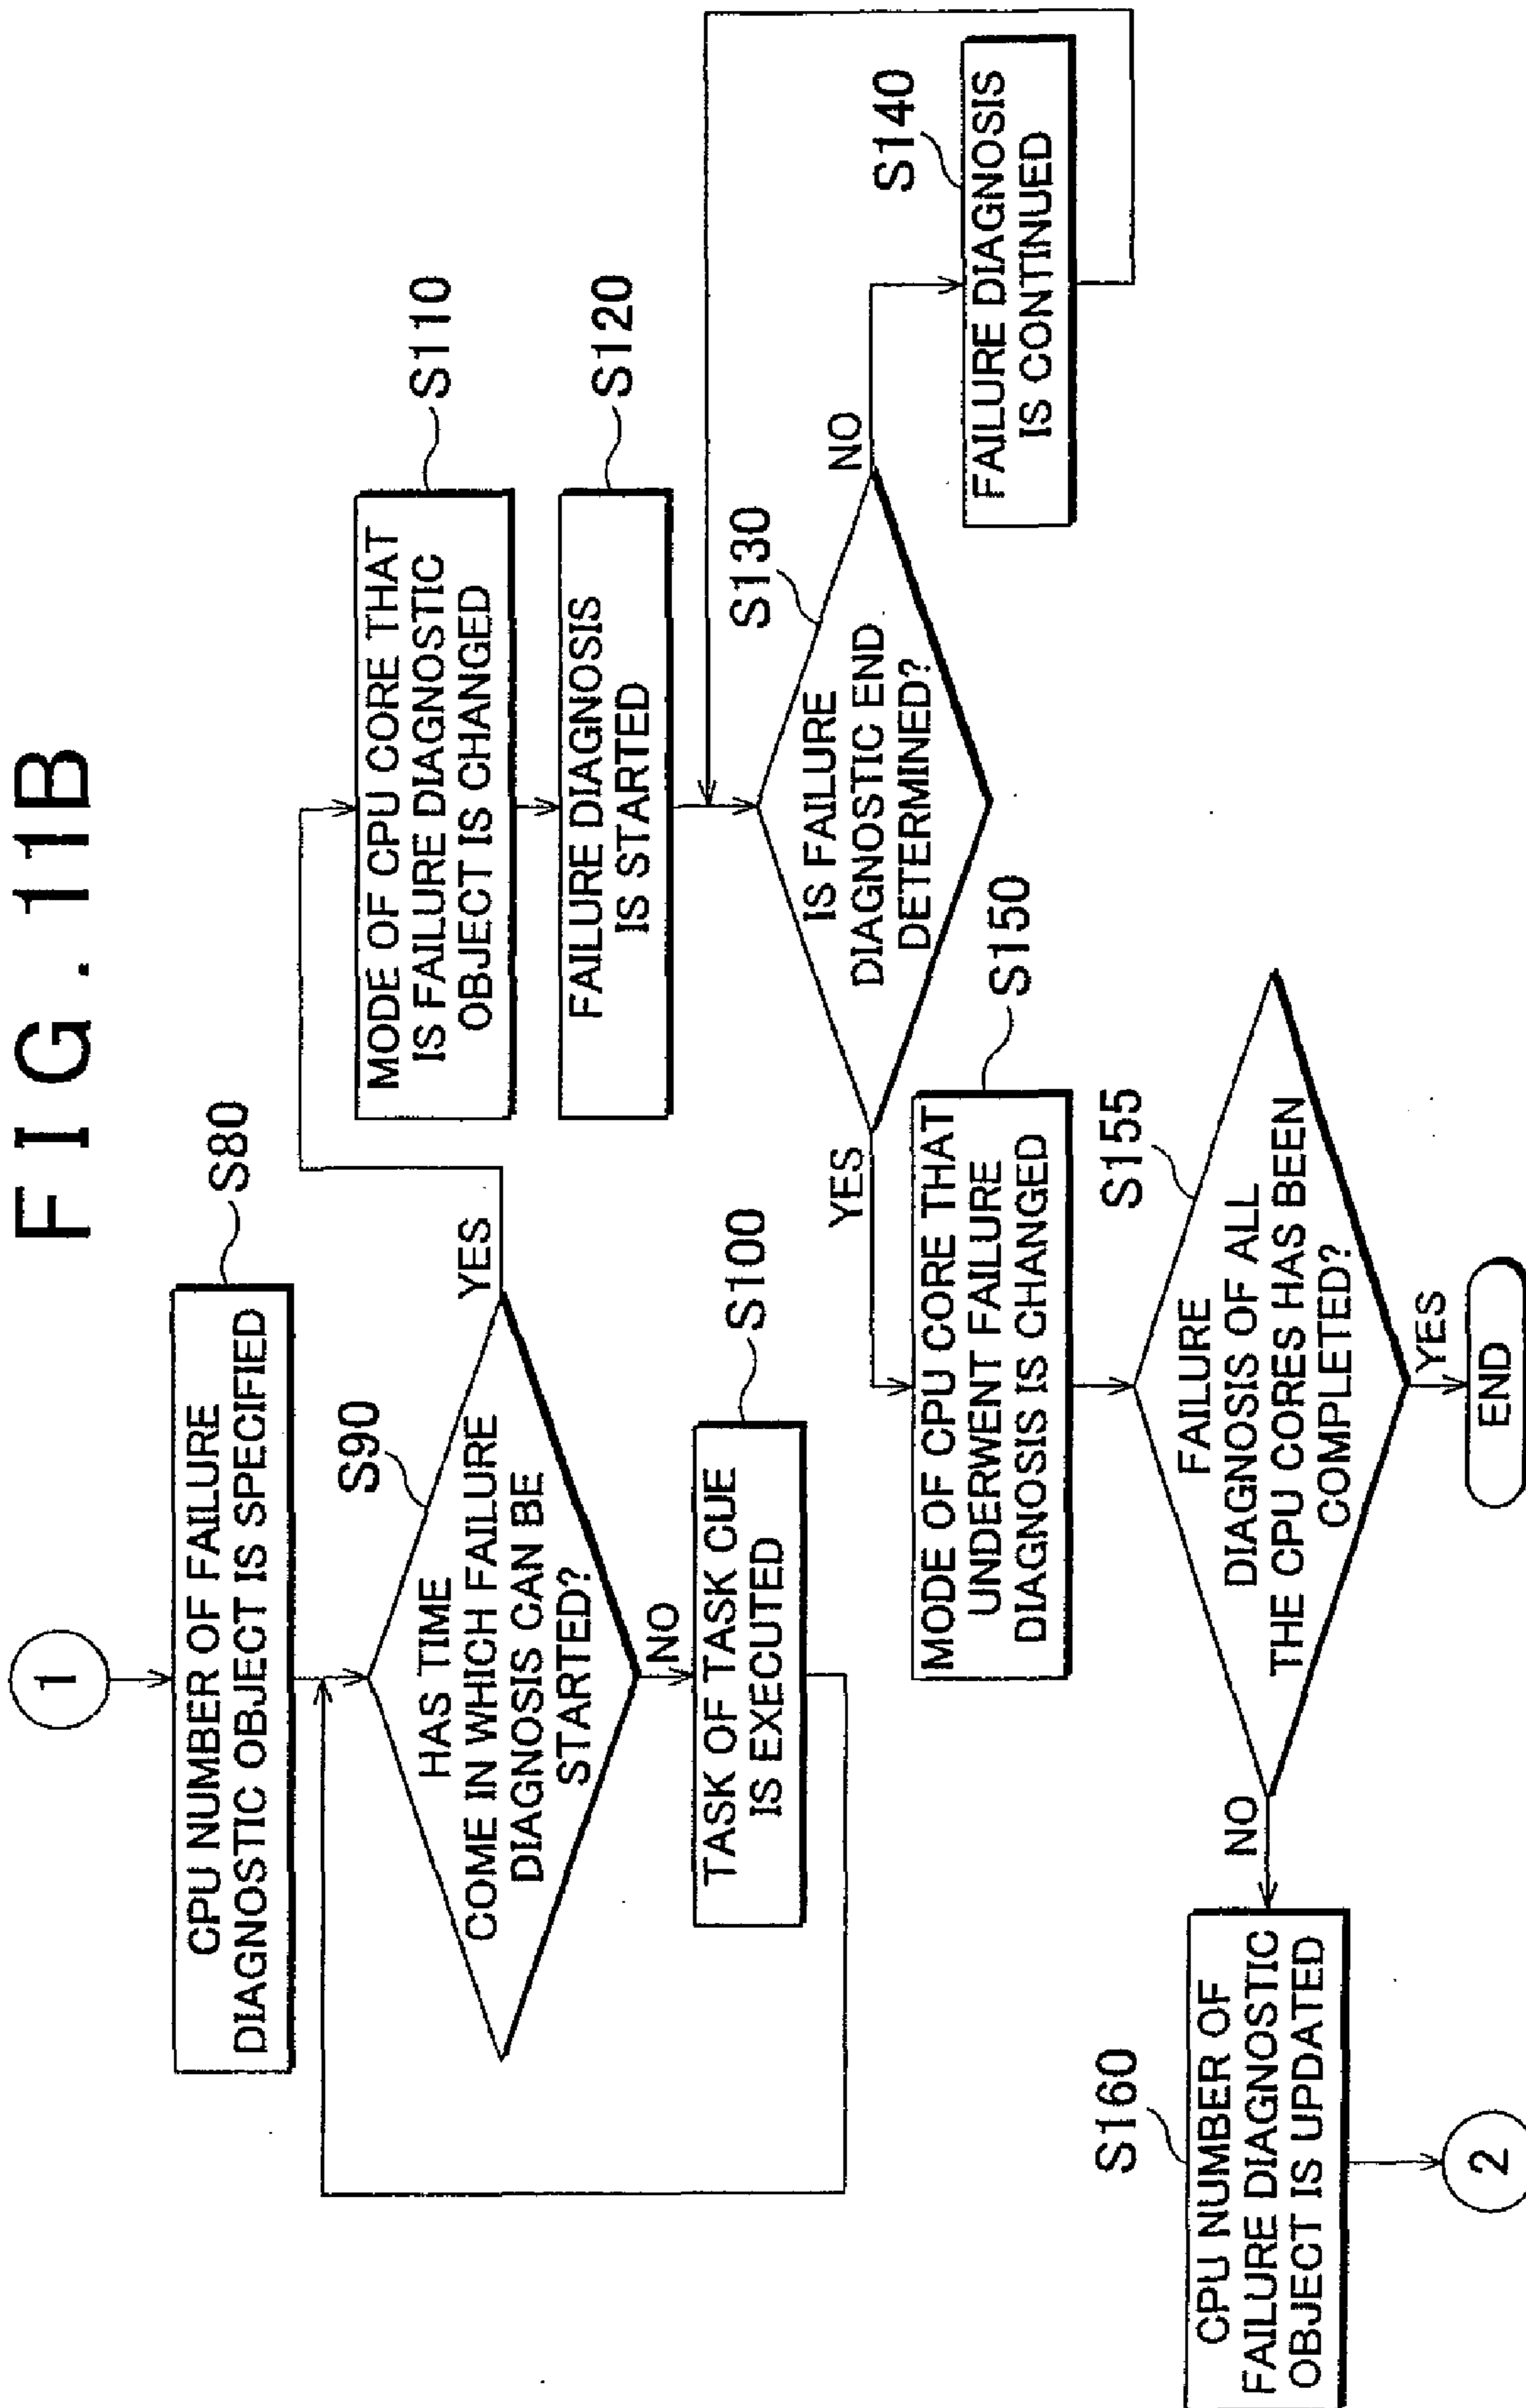 FIG. 11B
1
S80
CPU NUMBER OF FAILURE
DIAGNOSTIC OBJECT IS SPECIFIED
S90
HAS TIME
COME IN WHICH FAILURE
DIAGNOSIS CAN BE
STARTED?
YES
NO
S100
TASK OF TASK CUE
IS EXECUTED
S110
MODE OF CPU CORE THAT
IS FAILURE DIAGNOSTIC
OBJECT IS CHANGED
S120
FAILURE DIAGNOSIS
IS STARTED
S130
IS FAILURE
DIAGNOSTIC END
DETERMINED?
NO
S140
FAILURE DIAGNOSIS
IS CONTINUED
YES
S150
MODE OF CPU CORE THAT
UNDERWENT FAILURE
DIAGNOSIS IS CHANGED
S155
FAILURE
DIAGNOSIS OF ALL
THE CPU CORES HAS BEEN
COMPLETED?
YES
END
NO
S160
CPU NUMBER OF
FAILURE DIAGNOSTIC
OBJECT IS UPDATED
2